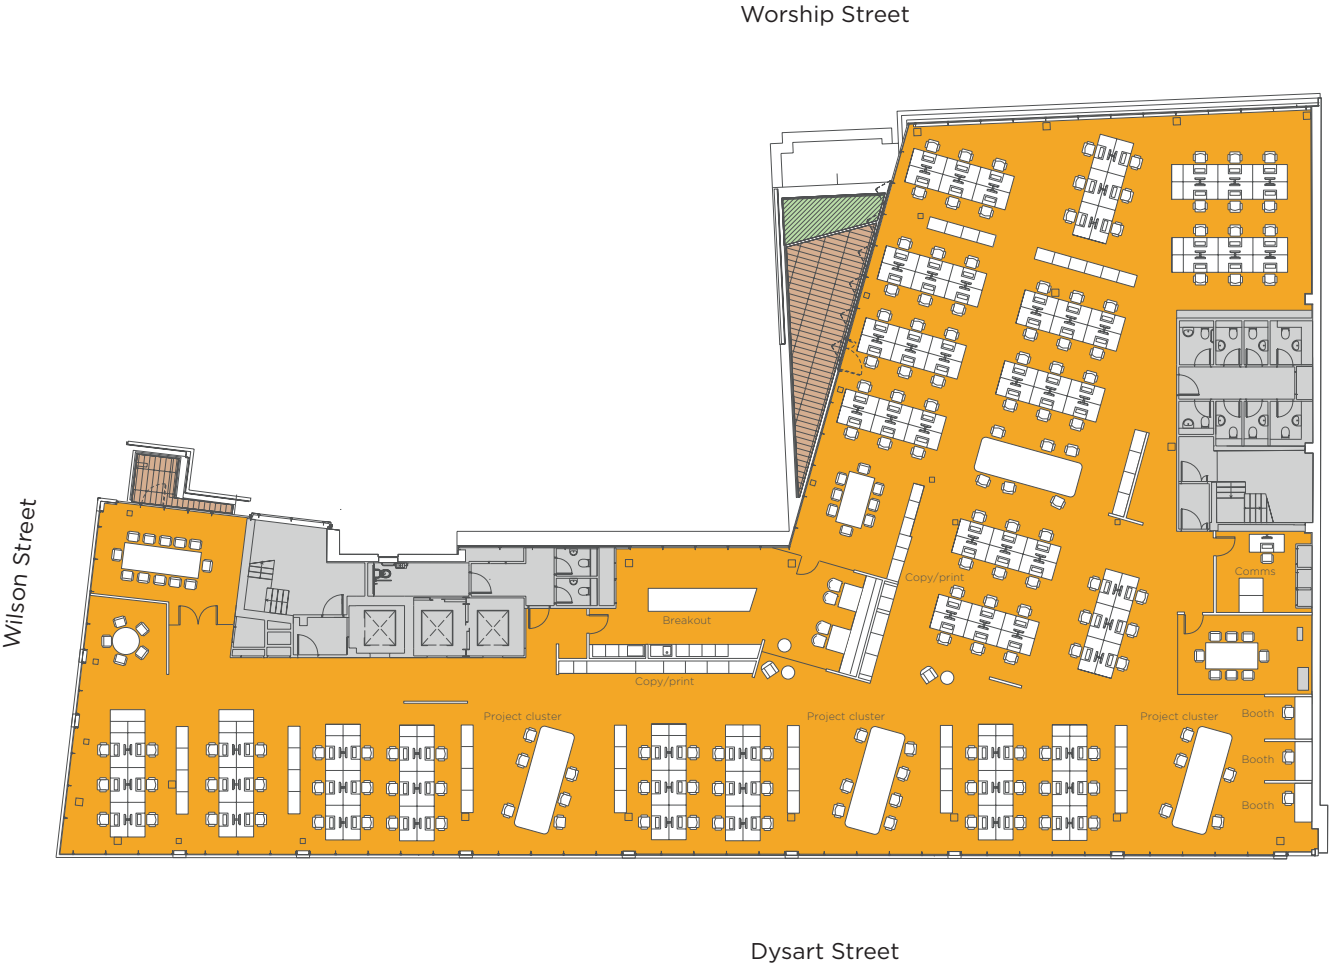 Worship Street
Wilson Street
Copy/print
Comms
Breakout
Copy/print
Project cluster
Project cluster
Project cluster
Booth
Booth
Booth
Dysart Street